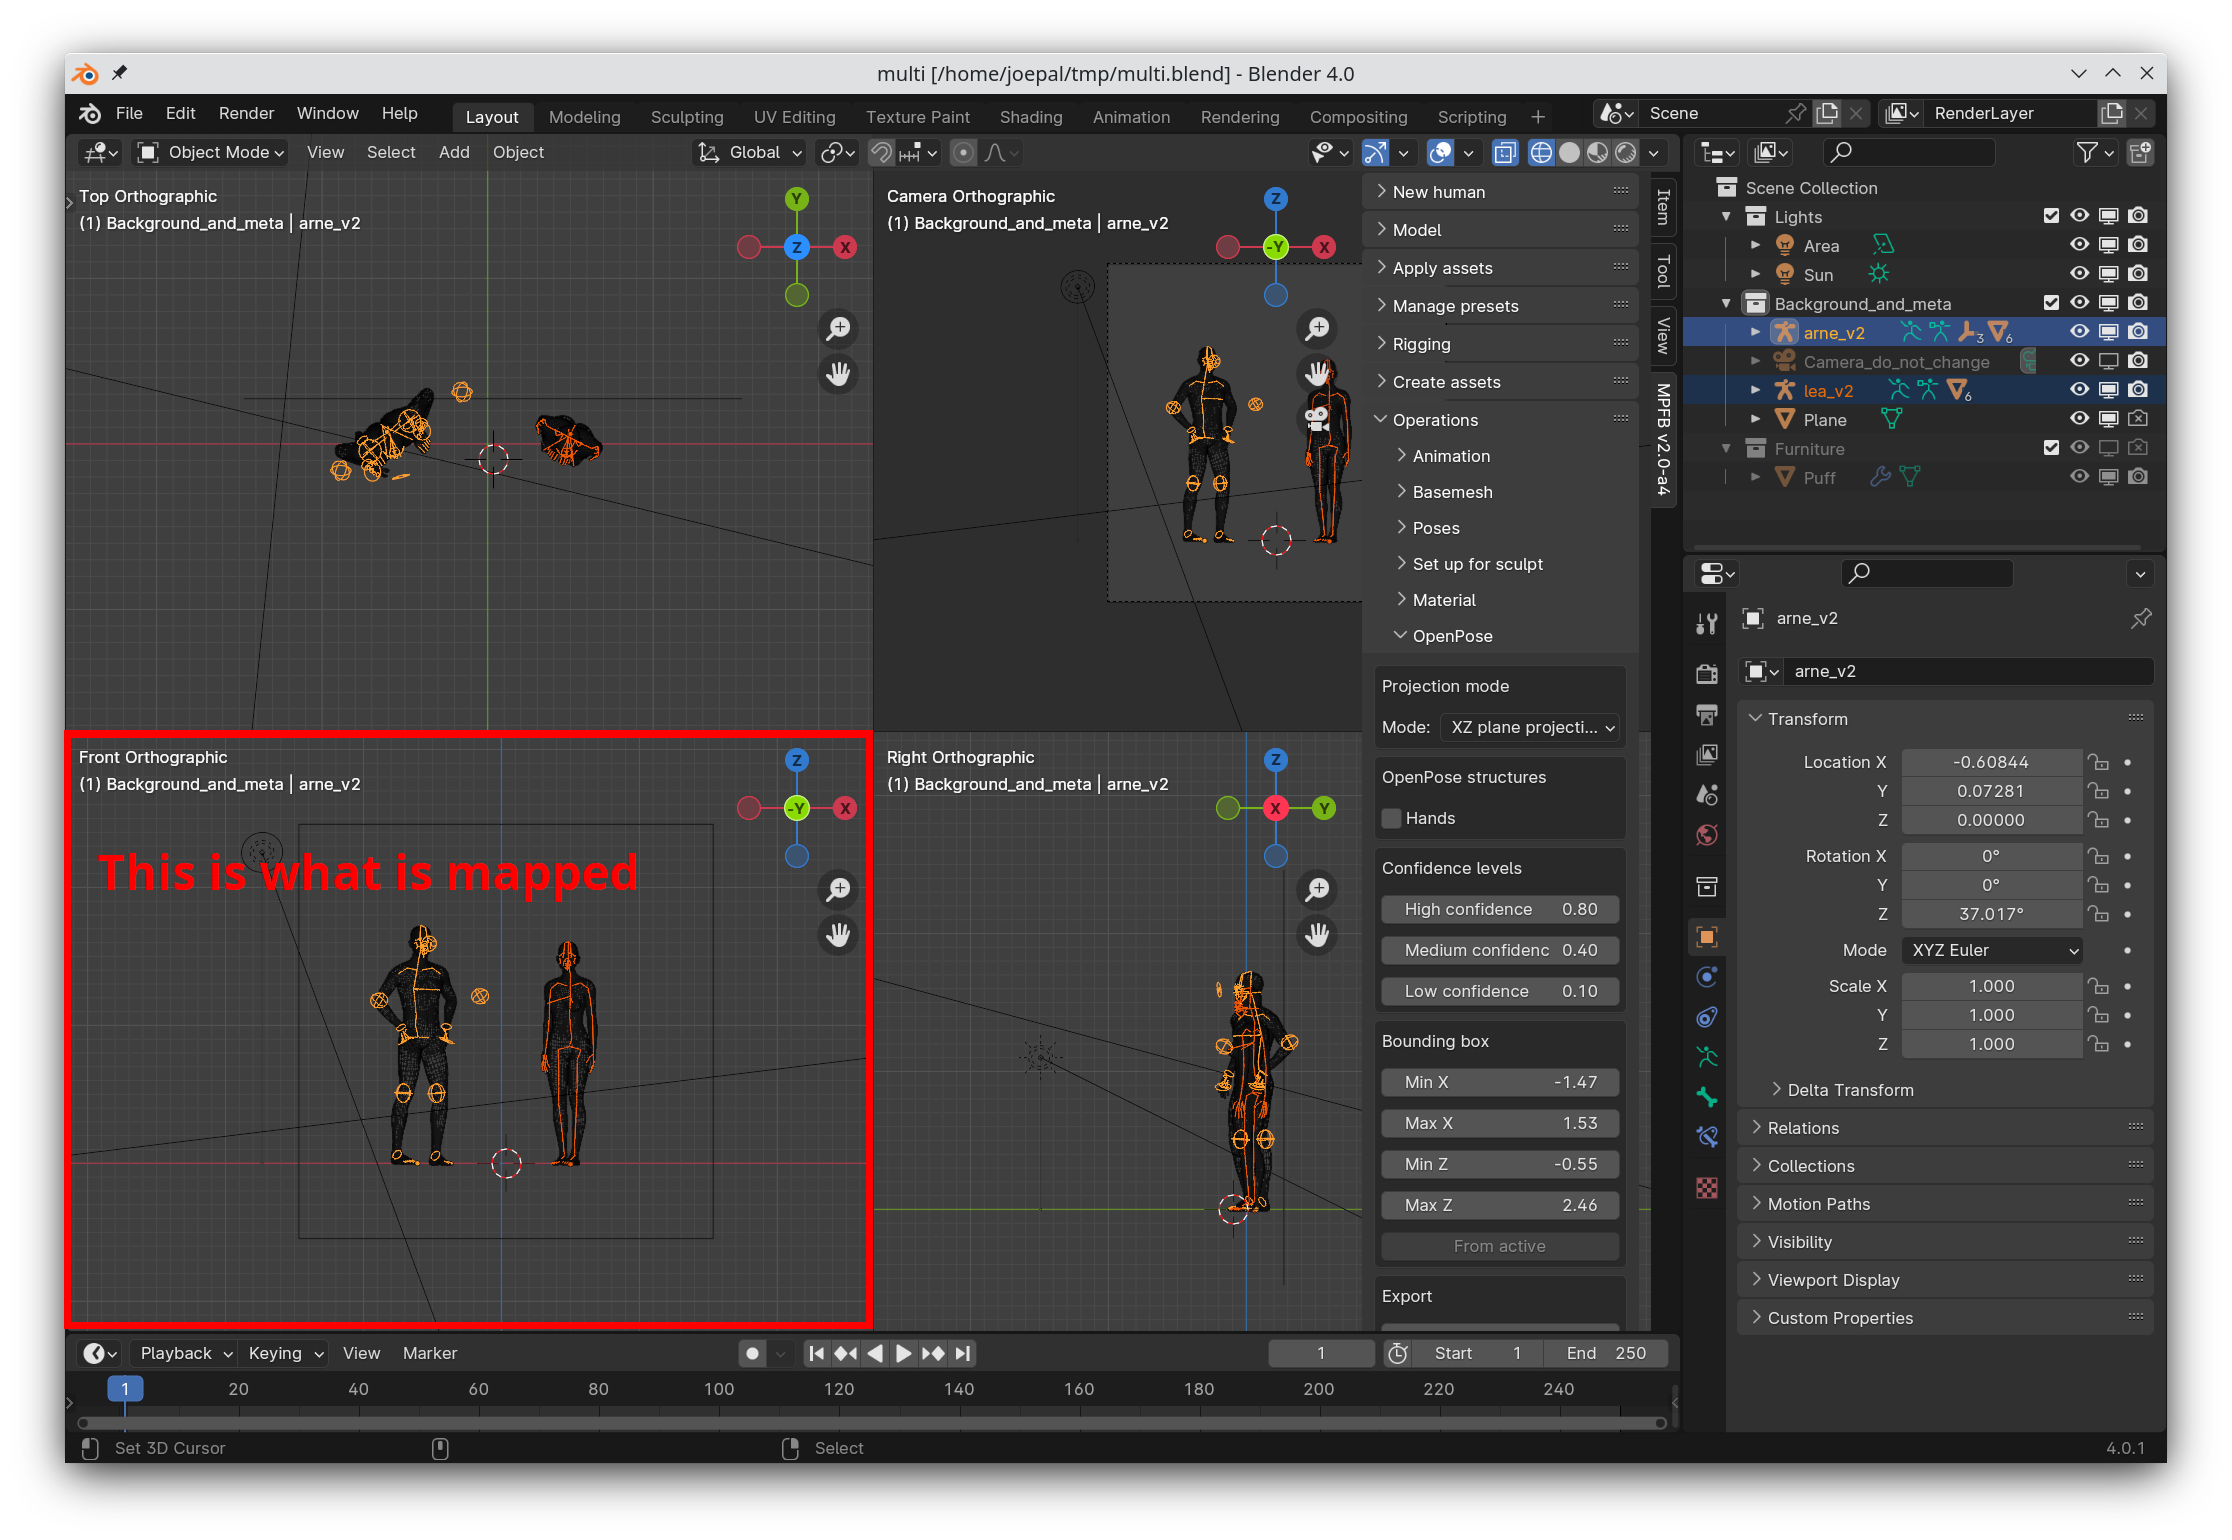 multi [/home/joepal/tmp/multi.blend] - Blender 4.0
File Edit Render Window Help
Layout Modeling Sculpting UV Editing Texture Paint Shading Animation Rendering Compositing Scripting +
Scene
RenderLayer
Object Mode View Select Add Object
Global
Top Orthographic
(1) Background_and_meta | arne_v2
Y
Z
X
Camera Orthographic
(1) Background_and_meta | arne_v2
Z
-Y
X
New human
Model
Apply assets
Manage presets
Rigging
Create assets
Operations
Animation
Basemesh
Poses
Set up for sculpt
Material
OpenPose
Projection mode
Mode: XZ plane projecti...
OpenPose structures
Hands
Confidence levels
High confidence 0.80
Medium confidenc 0.40
Low confidence 0.10
Bounding box
Min X -1.47
Max X 1.53
Min Z -0.55
Max Z 2.46
From active
Export
Item
Tool
View
MPFB v2.0-a4
Front Orthographic
(1) Background_and_meta | arne_v2
Z
-Y
X
This is what is mapped
Right Orthographic
(1) Background_and_meta | arne_v2
Z
X
Y
Scene Collection
Lights
Area
Sun
Background_and_meta
arne_v2 3 6
Camera_do_not_change
lea_v2 6
Plane
Furniture
Puff
arne_v2
arne_v2
Transform
Location X -0.60844
Y 0.07281
Z 0.00000
Rotation X 0°
Y 0°
Z 37.017°
Mode XYZ Euler
Scale X 1.000
Y 1.000
Z 1.000
Delta Transform
Relations
Collections
Motion Paths
Visibility
Viewport Display
Custom Properties
Playback Keying View Marker
1
Start 1
End 250
1 20 40 60 80 100 120 140 160 180 200 220 240
Set 3D Cursor
Select
4.0.1